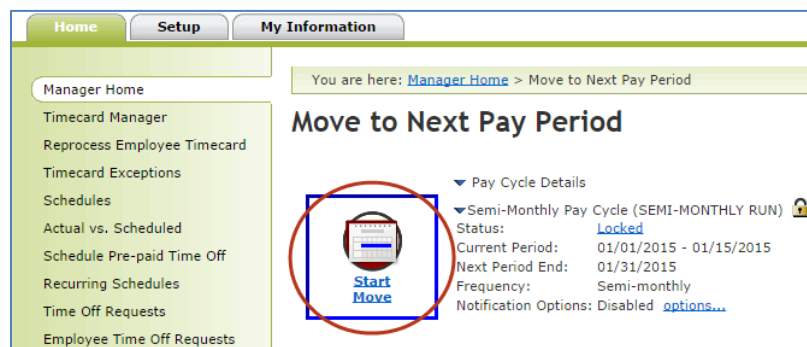 Home Setup My Information
Manager Home
Timecard Manager
Reprocess Employee Timecard
Timecard Exceptions
Schedules
Actual vs. Scheduled
Schedule Pre-paid Time Off
Recurring Schedules
Time Off Requests
Employee Time Off Requests
You are here: Manager Home > Move to Next Pay Period
Move to Next Pay Period
Start
Move
Pay Cycle Details
Semi-Monthly Pay Cycle (SEMI-MONTHLY RUN)
Status: Locked
Current Period: 01/01/2015 - 01/15/2015
Next Period End: 01/31/2015
Frequency: Semi-monthly
Notification Options: Disabled options...